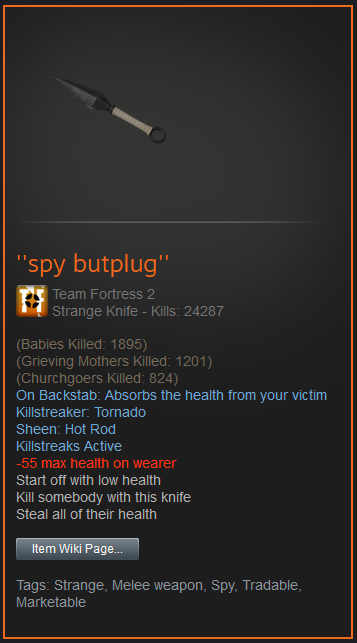 ''spy butplug''
Team Fortress 2
Strange Knife - Kills: 24287
(Babies Killed: 1895)
(Grieving Mothers Killed: 1201)
(Churchgoers Killed: 824)
On Backstab: Absorbs the health from your victim
Killstreaker: Tornado
Sheen: Hot Rod
Killstreaks Active
-55 max health on wearer
Start off with low health
Kill somebody with this knife
Steal all of their health
Item Wiki Page...
Tags: Strange, Melee weapon, Spy, Tradable,
Marketable